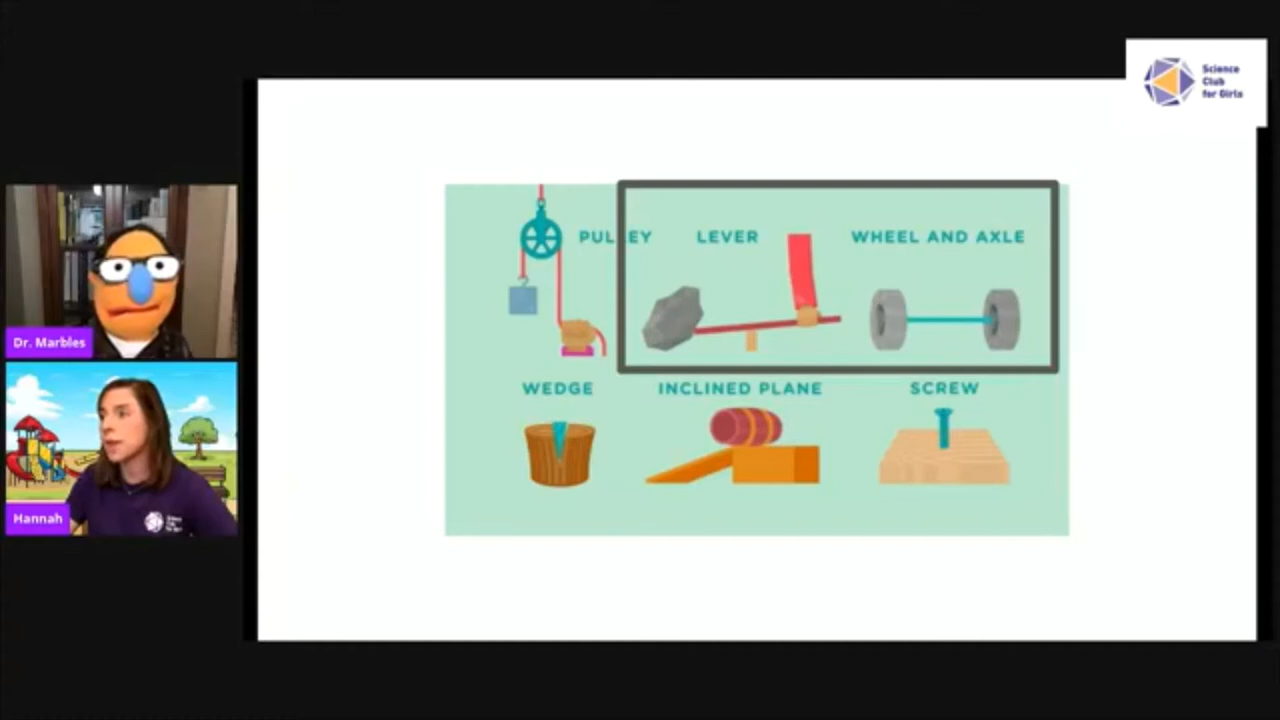 Science
Club
for Girls
PULLEY
LEVER
WHEEL AND AXLE
WEDGE
INCLINED PLANE
SCREW
Dr. Marbles
Hannah